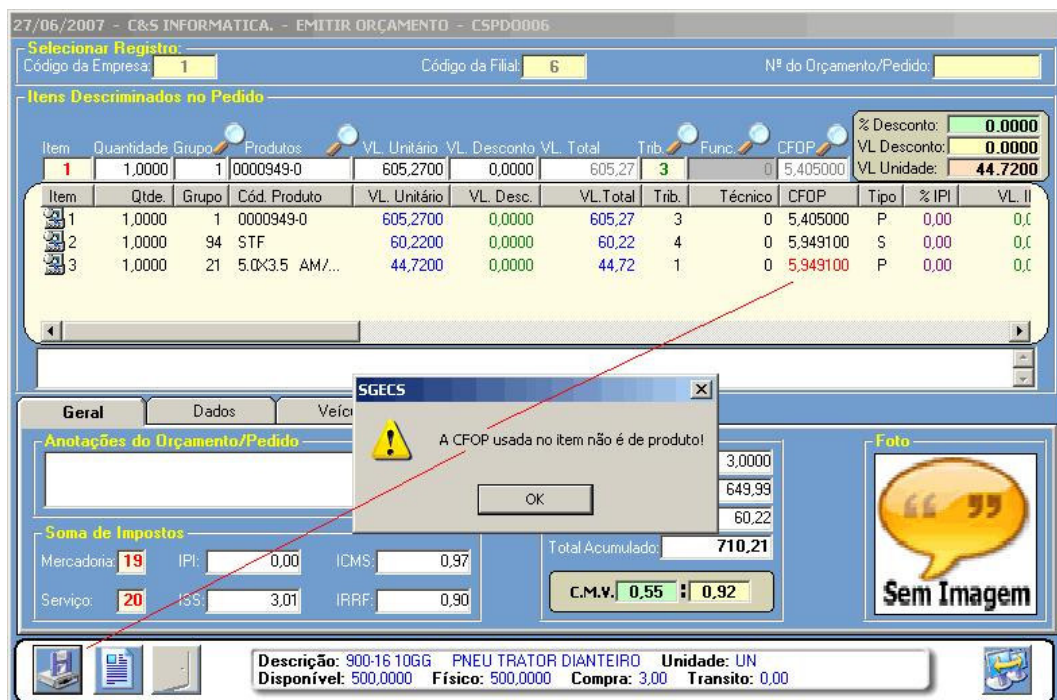 27/06/2007 - C&S INFORMATICA. - EMITIR ORÇAMENTO - CSPD0006
Selecionar Registro:
Código da Empresa: 1 Código da Filial: 6 Nº do Orçamento/Pedido:
Itens Descriminados no Pedido
% Desconto: 0.0000
VL Desconto: 0.0000
VL Unidade: 44.7200
Item Quantidade Grupo Produtos VL. Unitário VL. Desconto VL. Total Trib. Func. CFOP
1 1,0000 1 0000949-0 605,2700 0,0000 605,27 3 0 5,405000
Item Qtde. Grupo Cód. Produto VL. Unitário VL. Desc. VL.Total Trib. Técnico CFOP Tipo % IPI
1 1,0000 1 0000949-0 605,2700 0,0000 605,27 3 0 5,405000 P 0,00
2 1,0000 94 STF 60,2200 0,0000 60,22 4 0 5,949100 S 0,00
3 1,0000 21 5.0X3.5 AM/... 44,7200 0,0000 44,72 1 0 5,949100 P 0,00
SGECS
A CFOP usada no item não é de produto!
OK
Geral Dados
Anotações do Orçamento/Pedido
3,0000
649,99
60,22
Total Acumulado: 710,21
C.M.V. 0,55 : 0,92
Soma de Impostos
Mercadoria: 19 IPI: 0,00 ICMS: 0,97
Serviço: 20 ISS: 3,01 IRRF: 0,90
Foto
Sem Imagem
Descrição: 900-16 10GG PNEU TRATOR DIANTEIRO Unidade: UN
Disponível: 500,0000 Físico: 500,0000 Compra: 3,00 Transito: 0,00